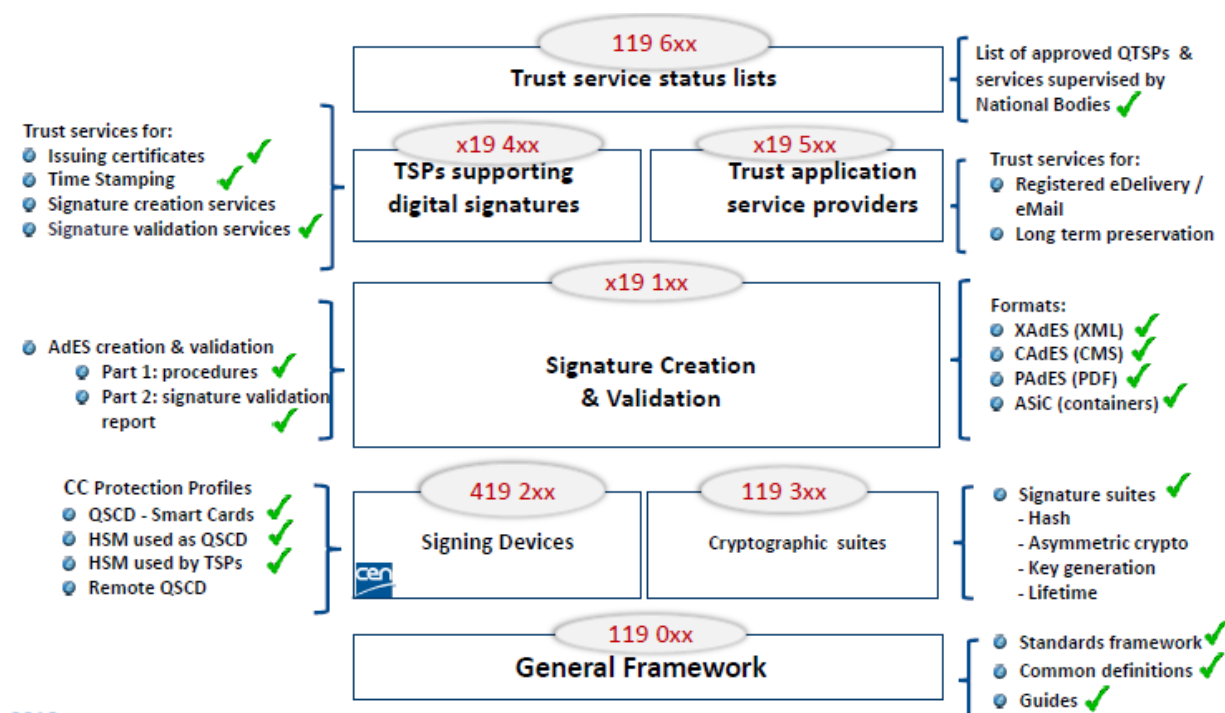 119 6xx
Trust service status lists
List of approved QTSPs &
services supervised by
National Bodies
Trust services for:
Issuing certificates
Time Stamping
Signature creation services
Signature validation services
x19 4xx
TSPs supporting
digital signatures
x19 5xx
Trust application
service providers
Trust services for:
Registered eDelivery /
eMail
Long term preservation
x19 1xx
Signature Creation
& Validation
AdES creation & validation
Part 1: procedures
Part 2: signature validation
report
Formats:
XAdES (XML)
CAdES (CMS)
PAdES (PDF)
ASiC (containers)
CC Protection Profiles
QSCD - Smart Cards
HSM used as QSCD
HSM used by TSPs
Remote QSCD
419 2xx
Signing Devices
cen
119 3xx
Cryptographic suites
Signature suites
- Hash
- Asymmetric crypto
- Key generation
- Lifetime
119 0xx
General Framework
Standards framework
Common definitions
Guides